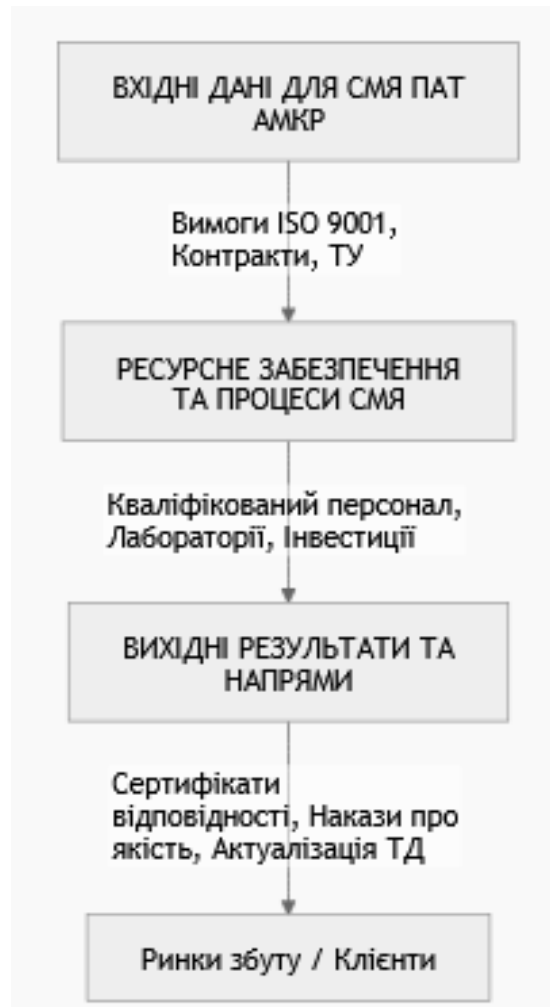 ВХІДНІ ДАНІ ДЛЯ СМЯ ПАТ
АМКР
Вимоги ISO 9001,
Контракти, ТУ
РЕСУРСНЕ ЗАБЕЗПЕЧЕННЯ
ТА ПРОЦЕСИ СМЯ
Кваліфікований персонал,
Лабораторії, Інвестиції
ВИХІДНІ РЕЗУЛЬТАТИ ТА
НАПРЯМИ
Сертифікати
відповідності, Накази про
якість, Актуалізація ТД
Ринки збуту / Клієнти